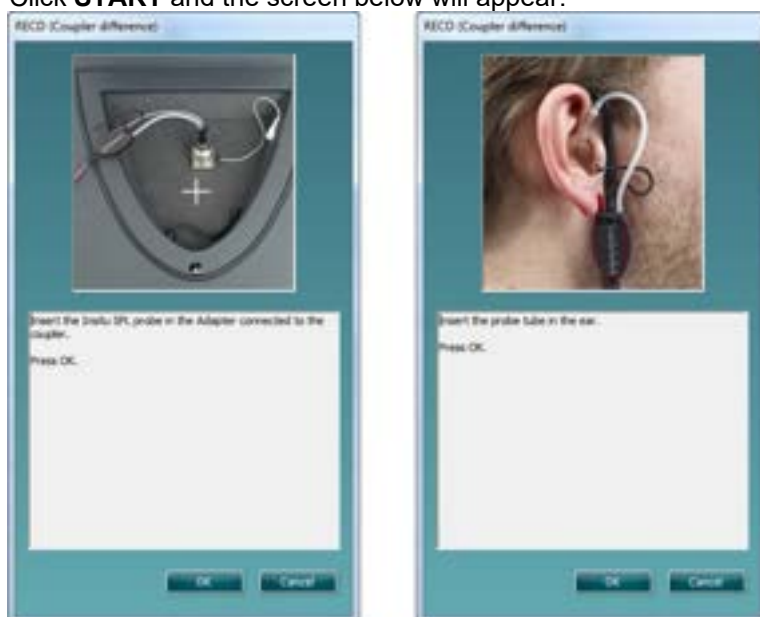 Click START and the screen below will appear.
RECD (Coupler difference)
Insert the Insitu SPL probe in the Adapter connected to the
coupler.
Press OK.
OK Cancel
RECD (Coupler difference)
Insert the probe tube in the ear.
Press OK.
OK Cancel